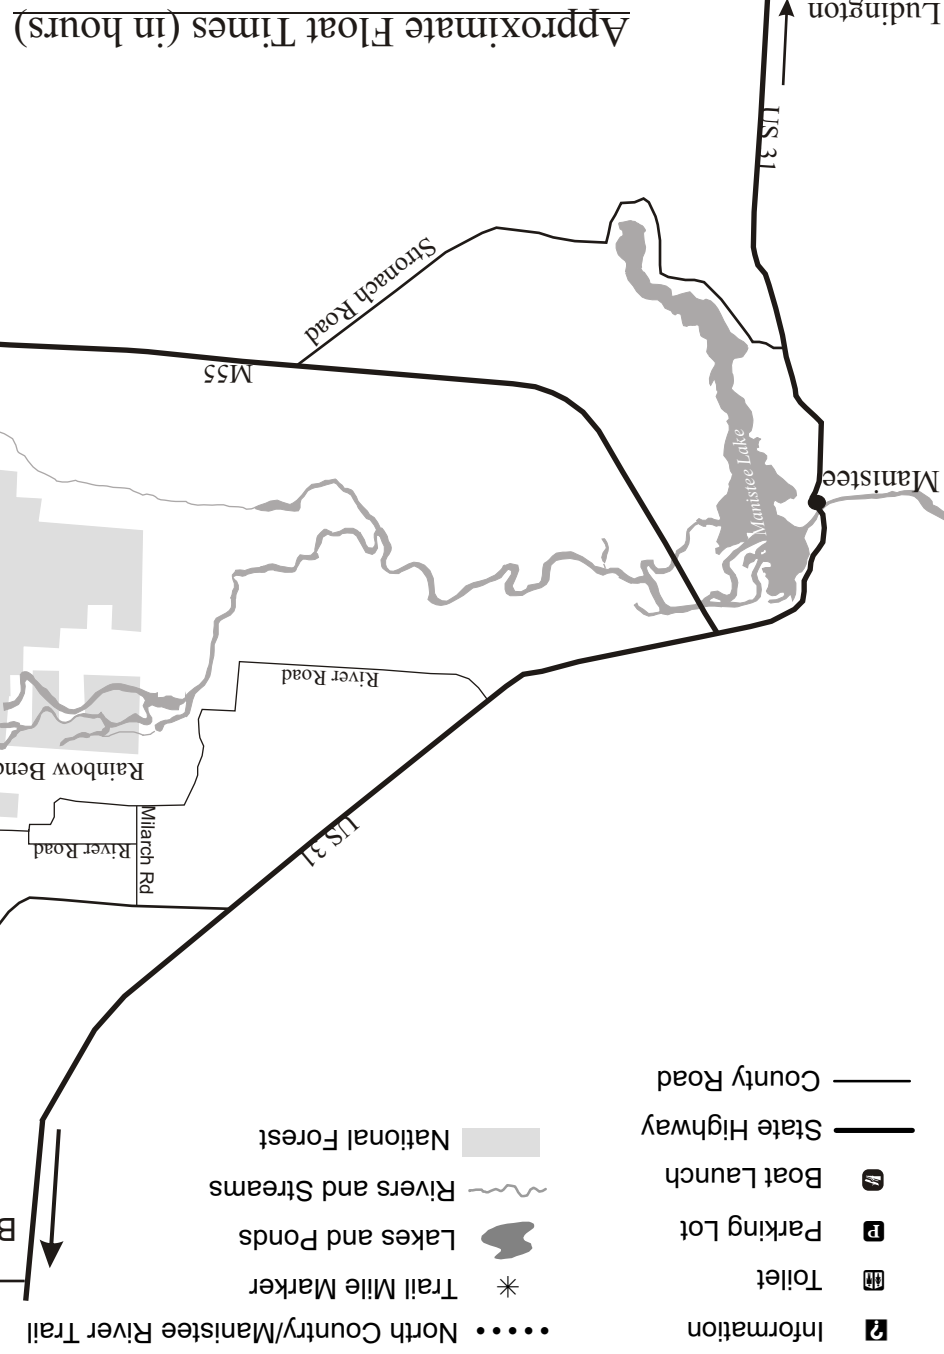 ? Information
Toilet
P Parking Lot
Boat Launch
State Highway
County Road
North Country/Manistee River Trail
Trail Mile Marker
Lakes and Ponds
Rivers and Streams
National Forest
B
US 31
Milarch Rd
River Road
Rainbow Bend
River Road
Manistee
Manistee Lake
M55
Stronach Road
US 31
Ludington
Approximate Float Times (in hours)